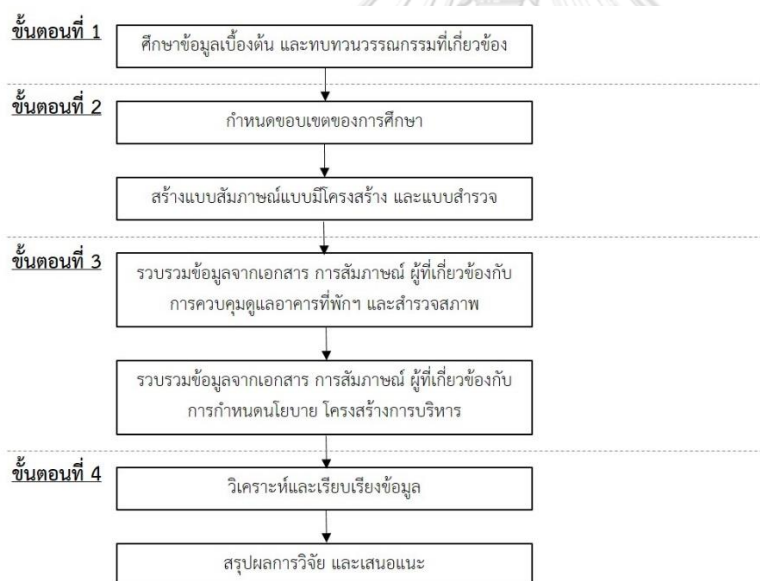 ขั้นตอนที่ 1
ศึกษาข้อมูลเบื้องต้น และทบทวนวรรณกรรมที่เกี่ยวข้อง
ขั้นตอนที่ 2
กำหนดขอบเขตของการศึกษา
สร้างแบบสัมภาษณ์แบบมีโครงสร้าง และแบบสำรวจ
ขั้นตอนที่ 3
รวบรวมข้อมูลจากเอกสาร การสัมภาษณ์ ผู้ที่เกี่ยวข้องกับ
การควบคุมดูแลอาคารที่พักฯ และสำรวจสภาพ
รวบรวมข้อมูลจากเอกสาร การสัมภาษณ์ ผู้ที่เกี่ยวข้องกับ
การกำหนดนโยบาย โครงสร้างการบริหาร
ขั้นตอนที่ 4
วิเคราะห์และเรียบเรียงข้อมูล
สรุปผลการวิจัย และเสนอแนะ